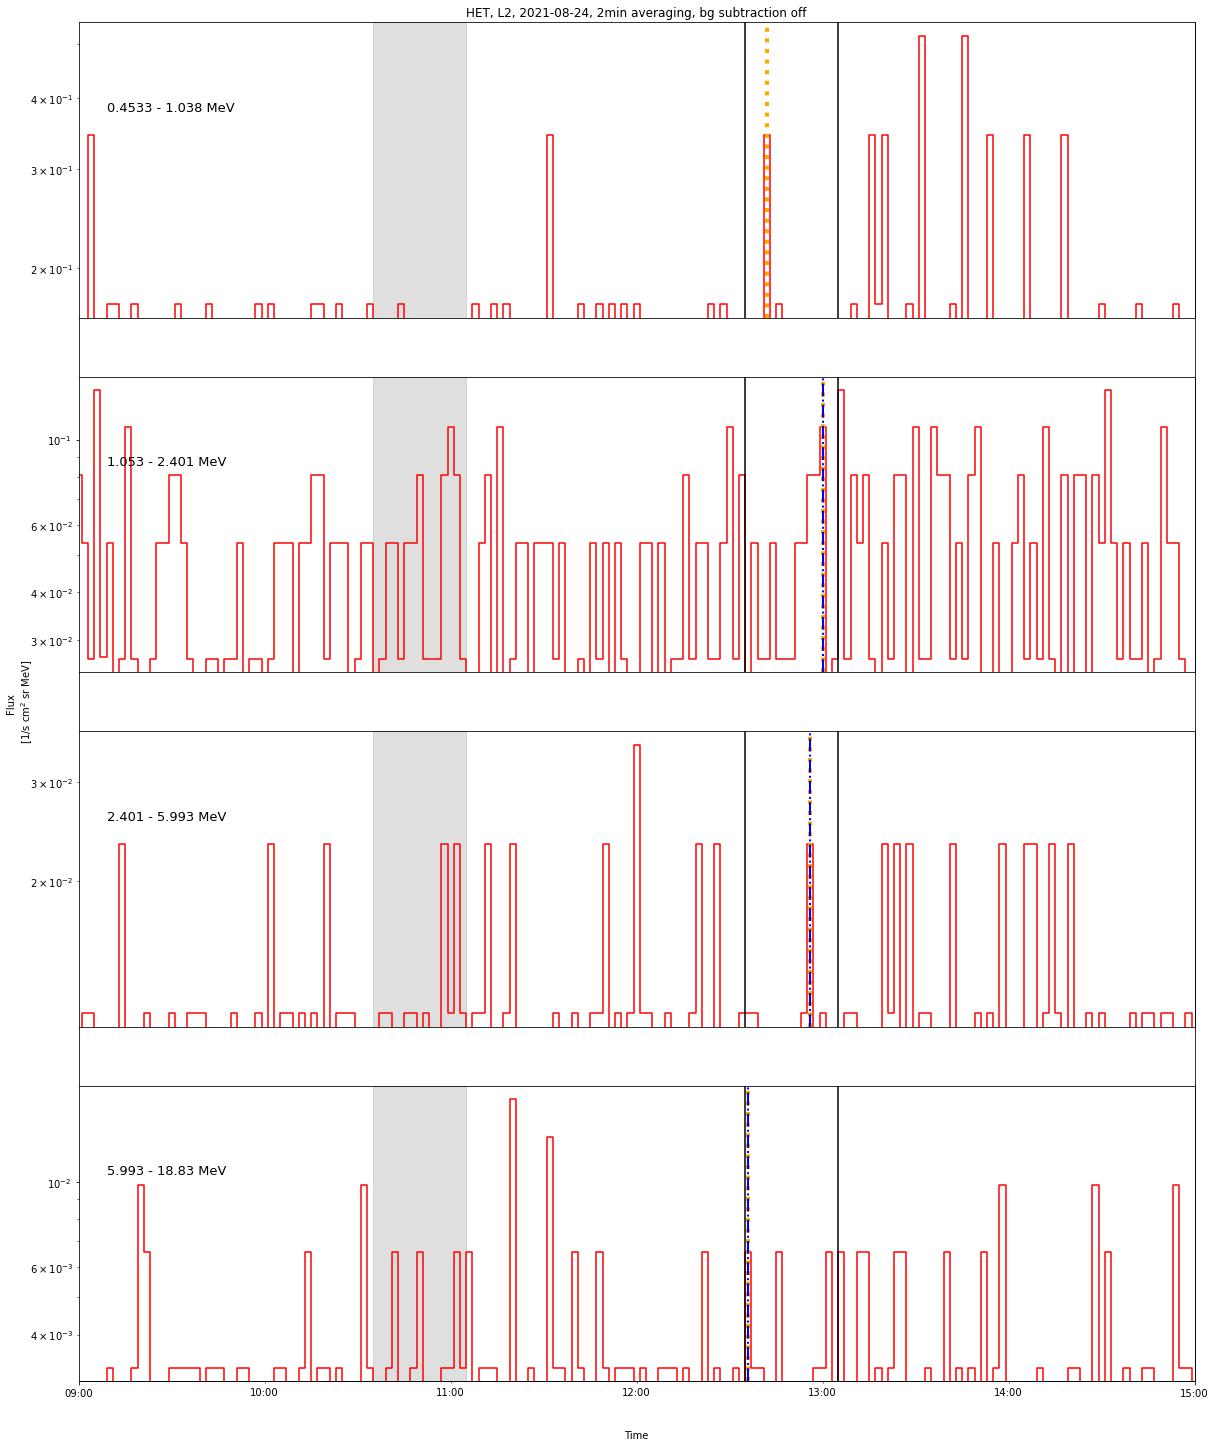 HET, L2, 2021-08-24, 2min averaging, bg subtraction off
4 × 10⁻¹
0.4533 - 1.038 MeV
3 × 10⁻¹
2 × 10⁻¹
10⁻¹
1.053 - 2.401 MeV
6 × 10⁻²
4 × 10⁻²
3 × 10⁻²
Flux
[1/s cm² sr MeV]
3 × 10⁻²
2.401 - 5.993 MeV
2 × 10⁻²
5.993 - 18.83 MeV
10⁻²
6 × 10⁻³
4 × 10⁻³
09:00 10:00 11:00 12:00 13:00 14:00 15:00
Time